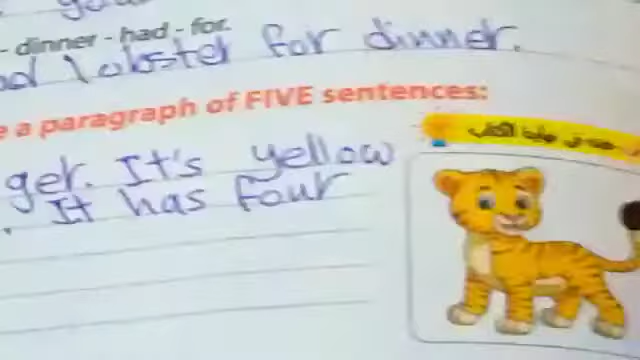 - dinner - had - for.
lobster for dinner.
a paragraph of FIVE sentences:
ger. It's yellow
. It has four